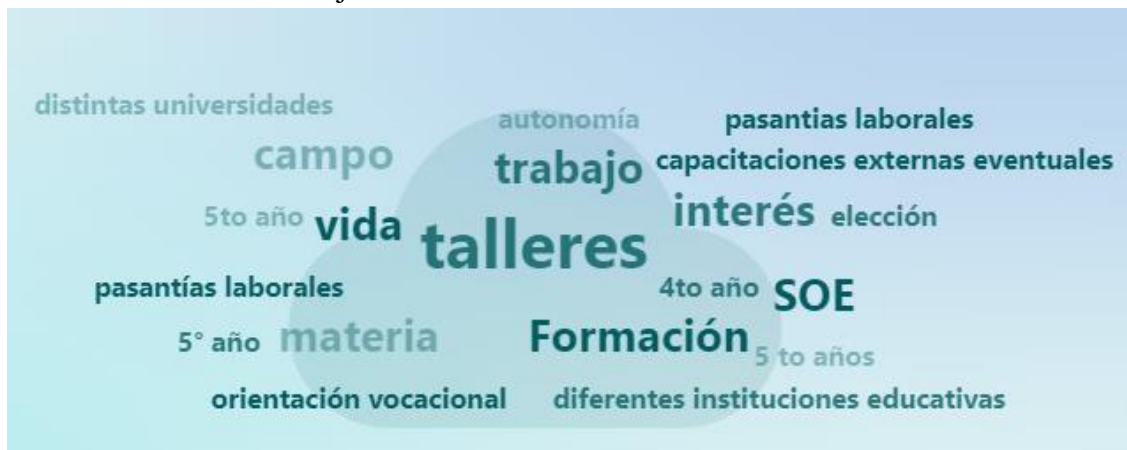 distintas universidades
autonomía
pasantias laborales
campo
trabajo
capacitaciones externas eventuales
5to año
vida
talleres
interés
elección
pasantías laborales
4to año
SOE
5° año
materia
Formación
5 to años
orientación vocacional
diferentes instituciones educativas